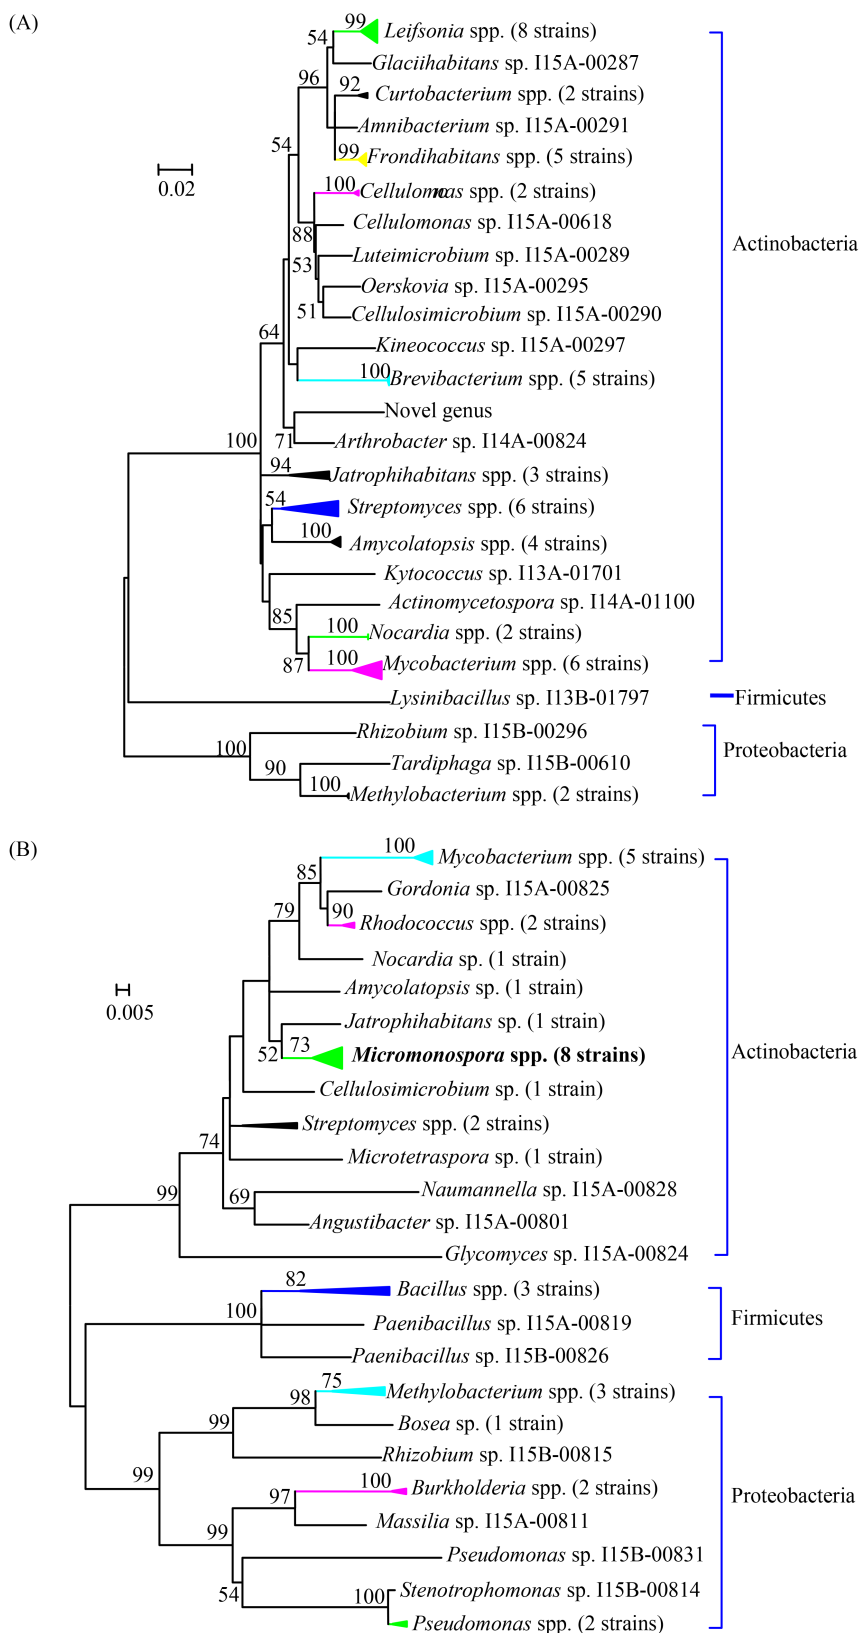 (A)
99
Leifsonia spp. (8 strains)
54
Glaciihabitans sp. I15A-00287
96
92
Curtobacterium spp. (2 strains)
Amnibacterium sp. I15A-00291
54
99
Frondihabitans spp. (5 strains)
0.02
100
Cellulomonas spp. (2 strains)
Cellulomonas sp. I15A-00618
88
Actinobacteria
Luteimicrobium sp. I15A-00289
53
Oerskovia sp. I15A-00295
51
Cellulosimicrobium sp. I15A-00290
64
Kineococcus sp. I15A-00297
100
Brevibacterium spp. (5 strains)
Novel genus
100
71
Arthrobacter sp. I14A-00824
94
Jatrophihabitans spp. (3 strains)
54
Streptomyces spp. (6 strains)
100
Amycolatopsis spp. (4 strains)
Kytococcus sp. I13A-01701
Actinomycetospora sp. I14A-01100
85
100
Nocardia spp. (2 strains)
87
100
Mycobacterium spp. (6 strains)
Lysinibacillus sp. I13B-01797
Firmicutes
Rhizobium sp. I15B-00296
100
Proteobacteria
Tardiphaga sp. I15B-00610
90
100
Methylobacterium spp. (2 strains)
(B)
100
Mycobacterium spp. (5 strains)
85
Gordonia sp. I15A-00825
79
90
Rhodococcus spp. (2 strains)
Nocardia sp. (1 strain)
Amycolatopsis sp. (1 strain)
0.005
Jatrophihabitans sp. (1 strain)
52
73
Micromonospora spp. (8 strains)
Actinobacteria
Cellulosimicrobium sp. (1 strain)
Streptomyces spp. (2 strains)
74
Microtetraspora sp. (1 strain)
99
69
Naumannella sp. I15A-00828
Angustibacter sp. I15A-00801
Glycomyces sp. I15A-00824
82
Bacillus spp. (3 strains)
100
Paenibacillus sp. I15A-00819
Firmicutes
Paenibacillus sp. I15B-00826
75
Methylobacterium spp. (3 strains)
98
Bosea sp. (1 strain)
99
Rhizobium sp. I15B-00815
99
100
Burkholderia spp. (2 strains)
97
Proteobacteria
Massilia sp. I15A-00811
99
Pseudomonas sp. I15B-00831
54
100
Stenotrophomonas sp. I15B-00814
Pseudomonas spp. (2 strains)